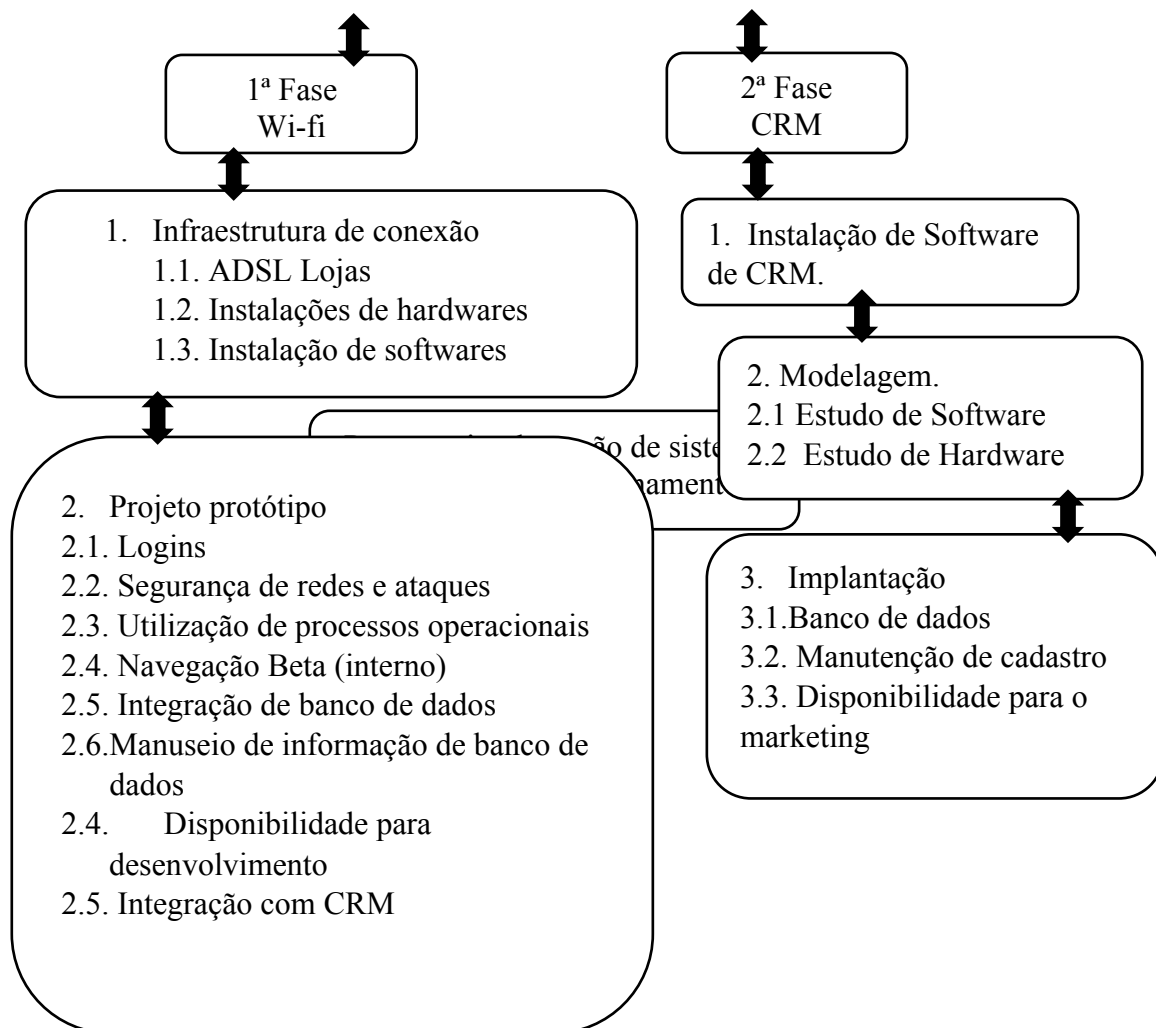 1ª Fase
Wi-fi
1. Infraestrutura de conexão
1.1. ADSL Lojas
1.2. Instalações de hardwares
1.3. Instalação de softwares
2. Projeto protótipo
2.1. Logins
2.2. Segurança de redes e ataques
2.3. Utilização de processos operacionais
2.4. Navegação Beta (interno)
2.5. Integração de banco de dados
2.6.Manuseio de informação de banco de
dados
2.4. Disponibilidade para
desenvolvimento
2.5. Integração com CRM
de
2ª Fase
CRM
1. Instalação de Software
de CRM.
2. Modelagem.
2.1 Estudo de Software
2.2 Estudo de Hardware
3. Implantação
3.1.Banco de dados
3.2. Manutenção de cadastro
3.3. Disponibilidade para o
marketing